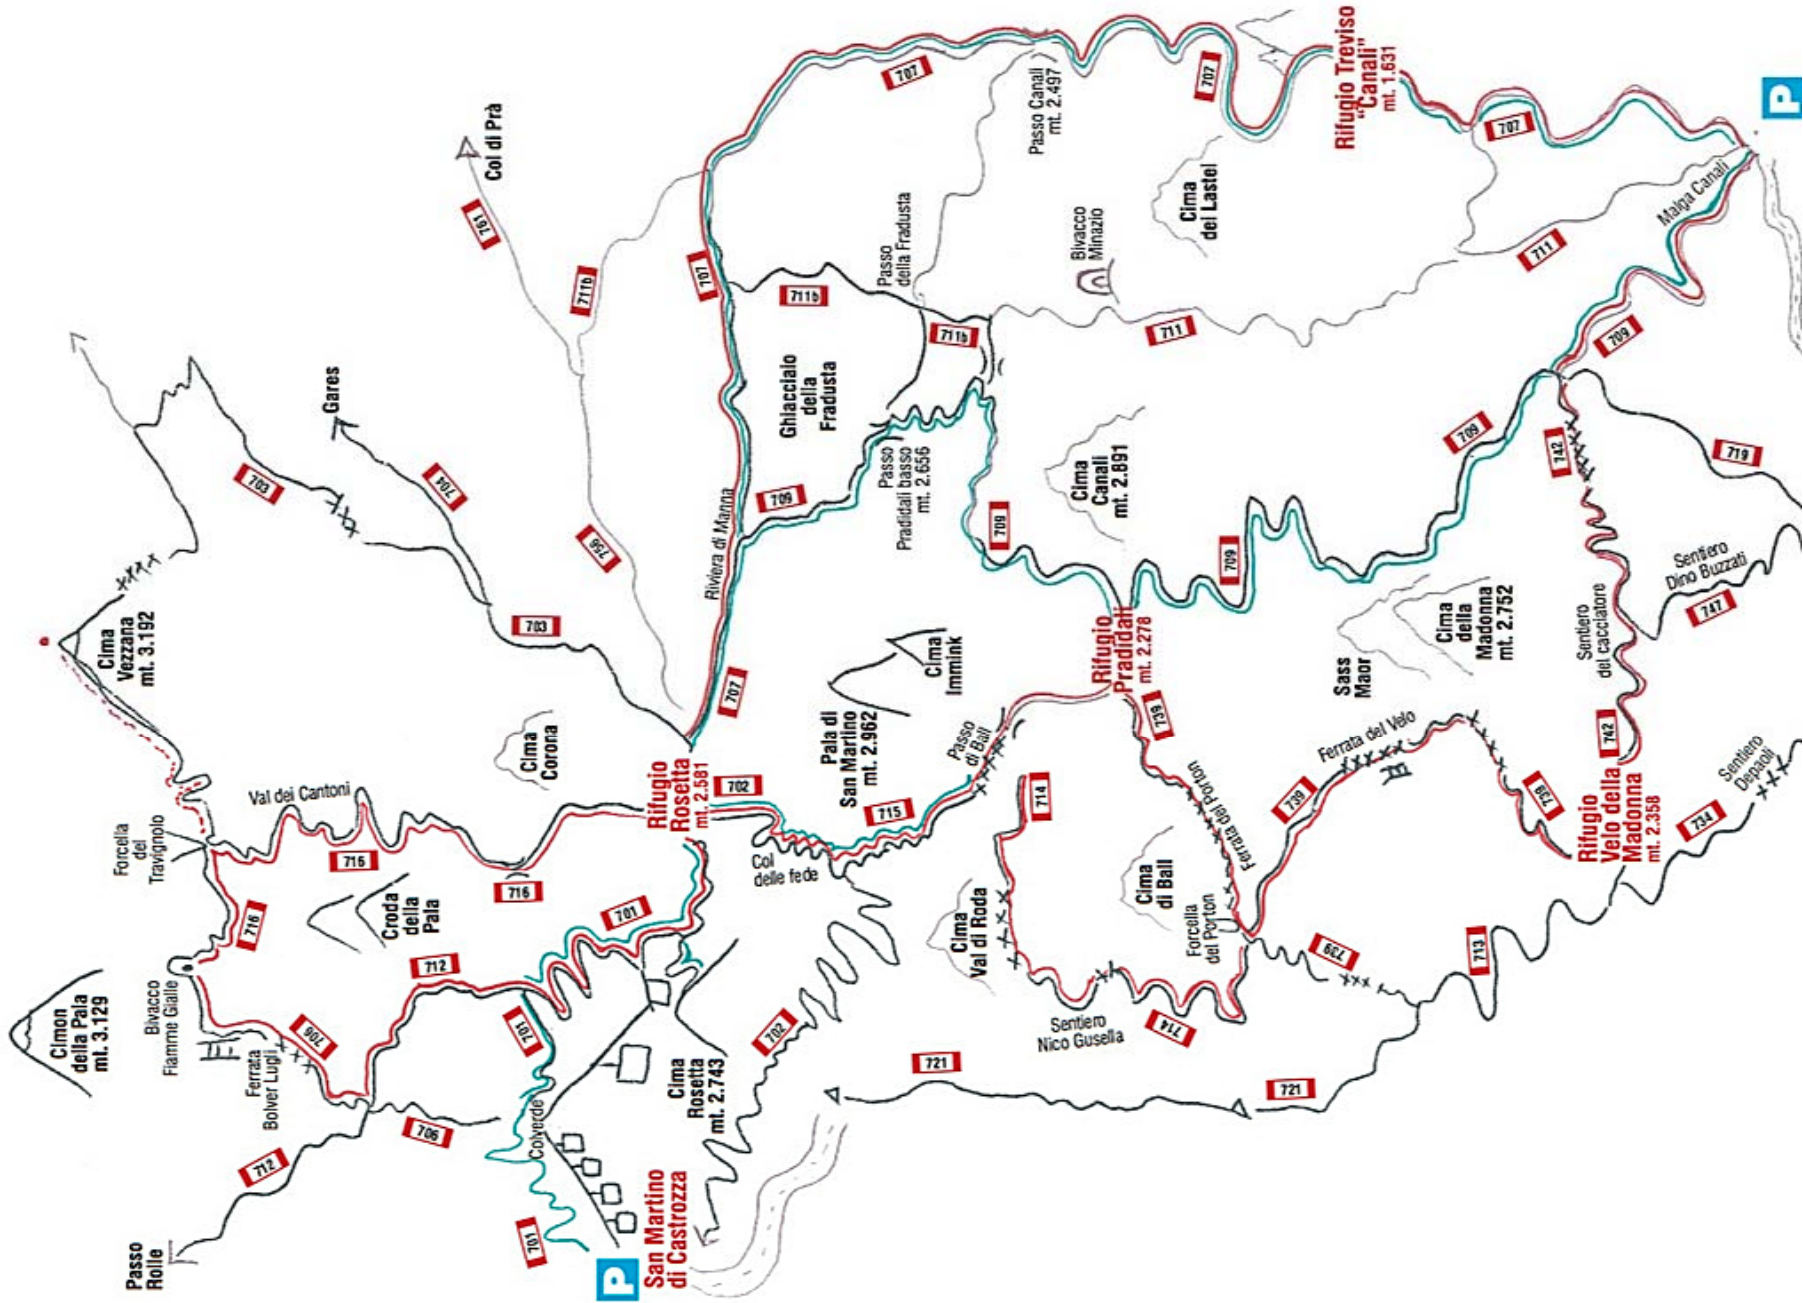 Cimon
della Pala
mt. 3.129
Cima
Vezzana
mt. 3.192
Gares
Col di Prà
761
711b
707
707
Passo Canali
mt. 2.497
707
Rifugio Treviso
"Canali"
mt. 1.631
707
P
Malga Canali
711
Cima
del Lastei
Bivacco
Minazio
711
Passo
della Fradusta
711b
711b
Ghiacciaio
della
Fradusta
707
703
704
756
703
Riviera di Manna
709
Passo
Pradidali basso
mt. 2.656
709
Cima
Canali
mt. 2.891
709
709
709
742
719
Sentiero
Dino Buzzati
747
Sentiero
del cacciatore
Cima
della
Madonna
mt. 2.752
Sass
Maor
Rifugio
Pradidali
mt. 2.278
Cima
Immink
Pala di
San Martino
mt. 2.962
Passo
di Ball
715
702
Rifugio
Rosetta
mt. 2.581
Cima
Corona
Val dei Cantoni
Forcella
del
Travignolo
716
716
716
Croda
della
Pala
701
712
Bivacco
Fiamme Gialle
Ferrata
Bolver Lugli
706
706
712
Passo
Rolle
701
701
Colverde
P
San Martino
di Castrozza
Cima
Rosetta
mt. 2.743
702
Col
delle fede
Cima
Val di Roda
714
Cima
di Ball
Forcella
del Porton
Ferrata del Porton
739
739
Ferrata del Velo
739
742
Rifugio
Velo della
Madonna
mt. 2.358
734
Sentiero
Depaoli
713
739
714
Sentiero
Nico Gusella
721
721